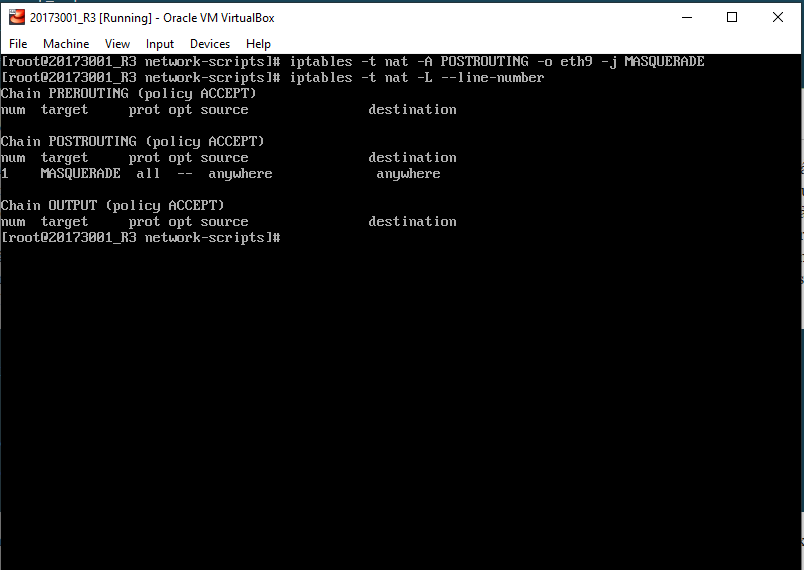 20173001_R3 [Running] - Oracle VM VirtualBox
File Machine View Input Devices Help
[root@20173001_R3 network-scripts]# iptables -t nat -A POSTROUTING -o eth9 -j MASQUERADE
[root@20173001_R3 network-scripts]# iptables -t nat -L --line-number
Chain PREROUTING (policy ACCEPT)
num target prot opt source destination
Chain POSTROUTING (policy ACCEPT)
num target prot opt source destination
1 MASQUERADE all -- anywhere anywhere
Chain OUTPUT (policy ACCEPT)
num target prot opt source destination
[root@20173001_R3 network-scripts]#